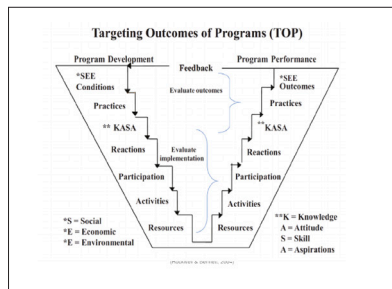 Targeting Outcomes of Programs (TOP)
Program Development
Feedback
Program Performance
*SEE
Conditions
Practices
** KASA
Reactions
Participation
Activities
Resources
Evaluate outcomes
Evaluate
implementation
*SEE
Outcomes
Practices
**KASA
Reactions
Participation
Activities
Resources
*S = Social
*E = Economic
*E = Environmental
**K = Knowledge
A = Attitude
S = Skill
A = Aspirations